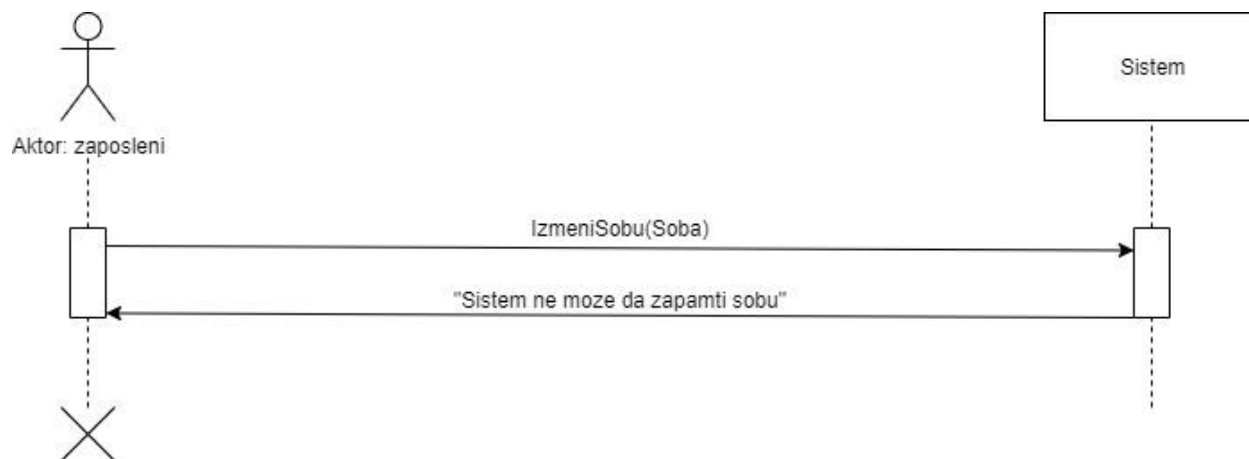 Sistem
Aktor: zaposleni
IzmeniSobu(Soba)
"Sistem ne moze da zapamti sobu"